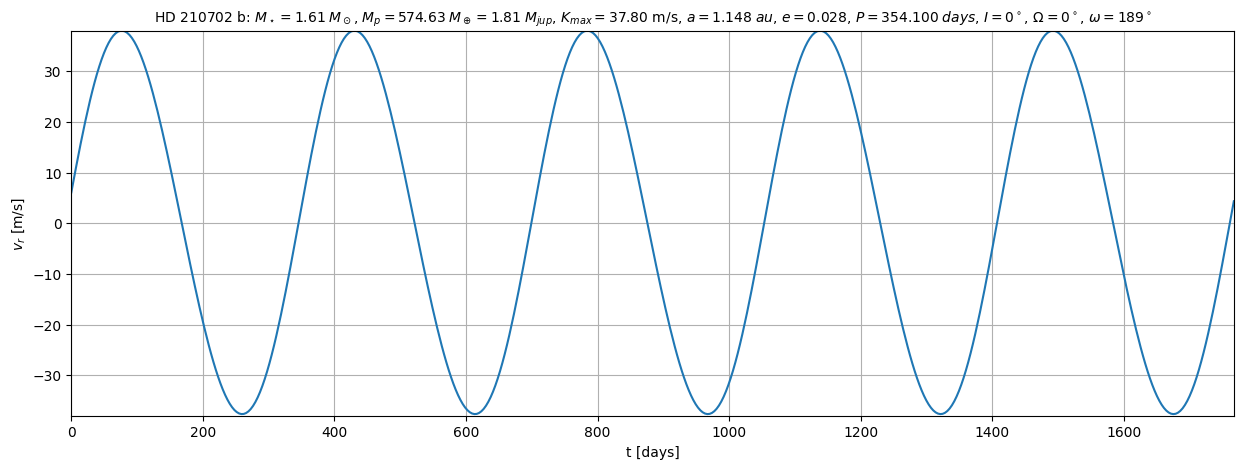 HD 210702 b: M⋆ = 1.61 M⊙, Mp = 574.63 M⊕ = 1.81 Mjup, Kmax = 37.80 m/s, a = 1.148 au, e = 0.028, P = 354.100 days, I = 0°, Ω = 0°, ω = 189°
30
20
10
0
−10
−20
−30
vr [m/s]
0 200 400 600 800 1000 1200 1400 1600
t [days]